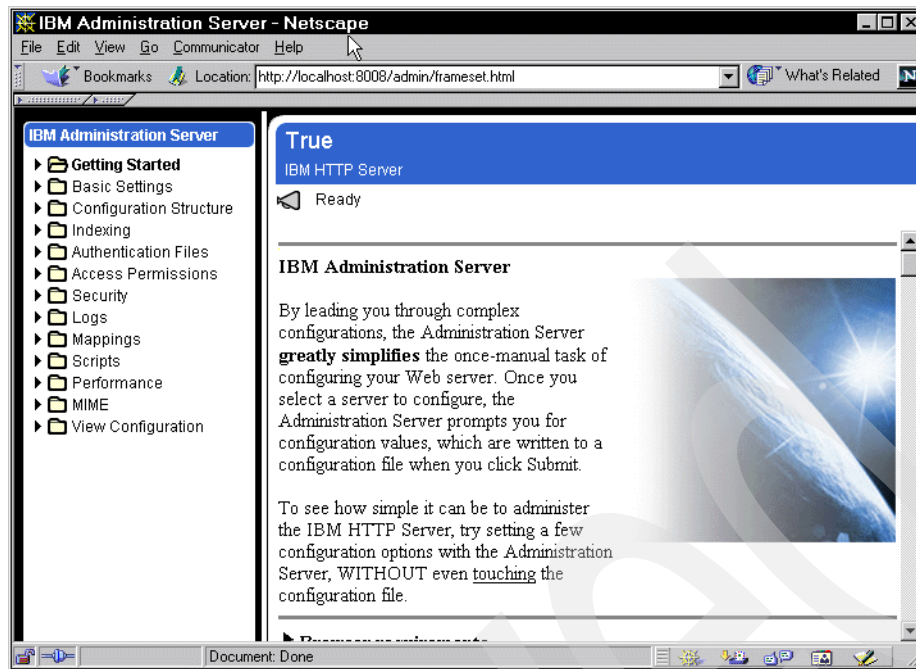 IBM Administration Server - Netscape
File Edit View Go Communicator Help
Bookmarks Location: http://localhost:8008/admin/frameset.html What's Related N
IBM Administration Server
Getting Started
Basic Settings
Configuration Structure
Indexing
Authentication Files
Access Permissions
Security
Logs
Mappings
Scripts
Performance
MIME
View Configuration
True
IBM HTTP Server
Ready
IBM Administration Server
By leading you through complex
configurations, the Administration Server
greatly simplifies the once-manual task of
configuring your Web server. Once you
select a server to configure, the
Administration Server prompts you for
configuration values, which are written to a
configuration file when you click Submit.
To see how simple it can be to administer
the IBM HTTP Server, try setting a few
configuration options with the Administration
Server, WITHOUT even touching the
configuration file.
Browser requirements
Document: Done